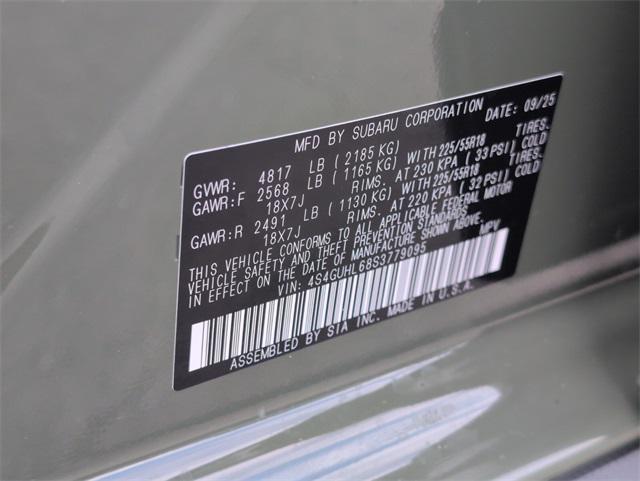 MFD BY SUBARU CORPORATION DATE: 09/25
GVWR: 4817 LB (2185 KG)
GAWR:F 2568 LB (1165 KG) WITH 225/55R18 TIRES,
18X7J RIMS, AT 230 KPA (33 PSI) COLD
GAWR:R 2491 LB (1130 KG) WITH 225/55R18 TIRES,
18X7J RIMS, AT 220 KPA (32 PSI) COLD
THIS VEHICLE CONFORMS TO ALL APPLICABLE FEDERAL MOTOR
VEHICLE SAFETY AND THEFT PREVENTION STANDARDS
IN EFFECT ON THE DATE OF MANUFACTURE SHOWN ABOVE.
VIN: 4S4GUHL68S3779095 MPV
ASSEMBLED BY SIA INC. MADE IN U.S.A.